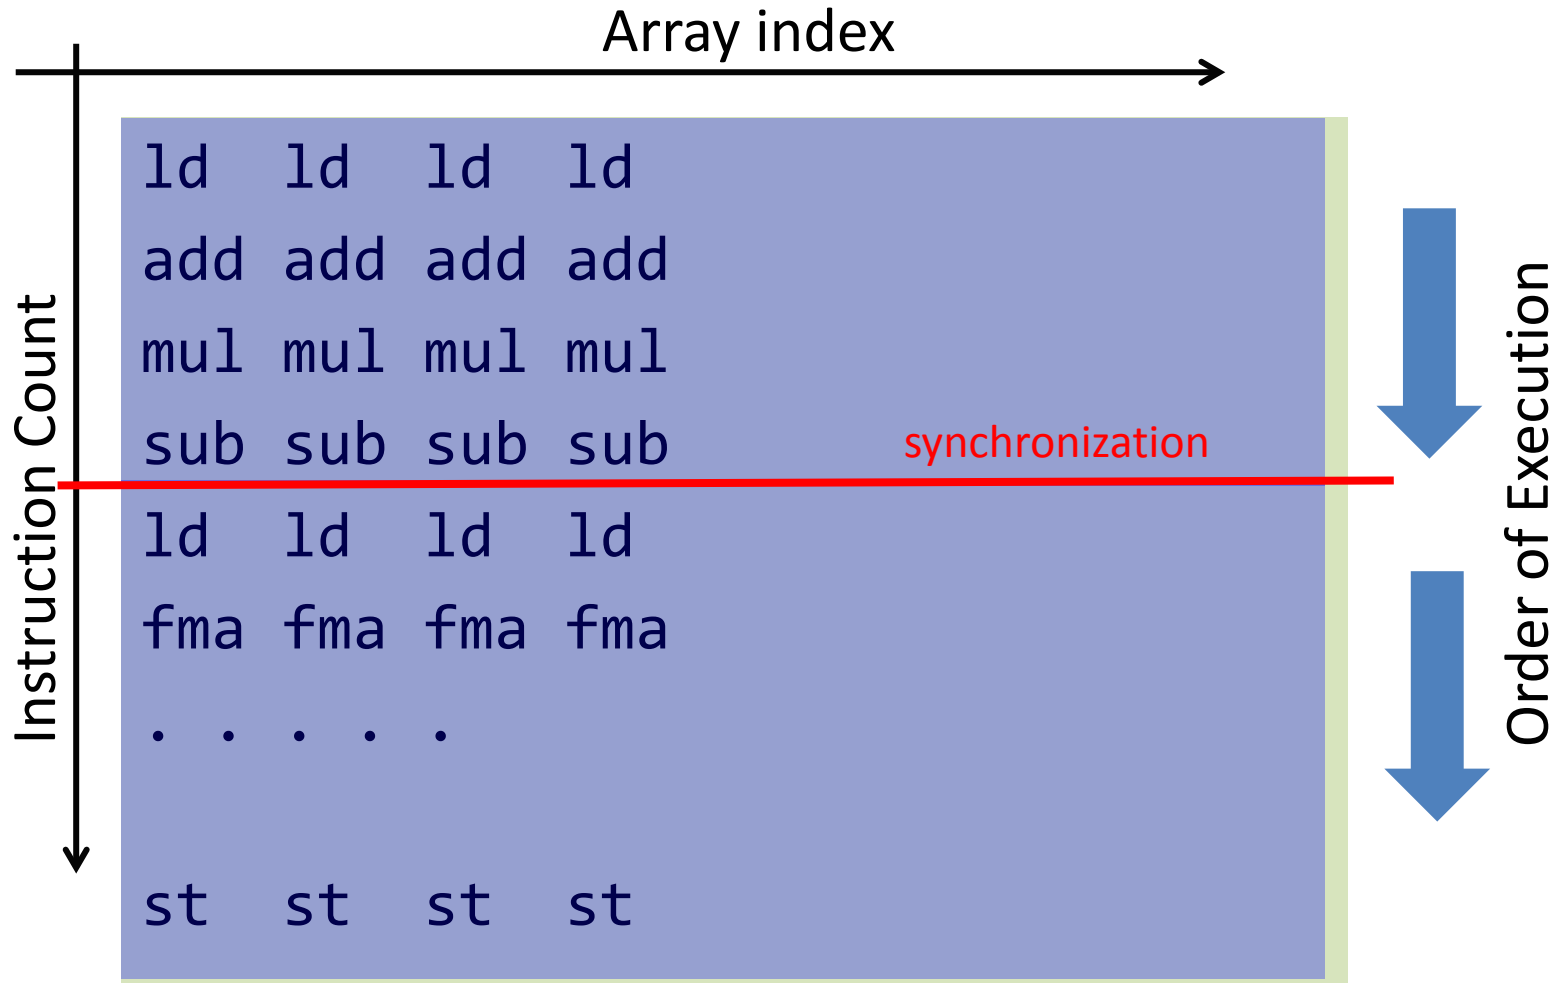 Array index
Instruction Count
ld ld ld ld
add add add add
mul mul mul mul
sub sub sub sub
synchronization
ld ld ld ld
fma fma fma fma
. . . . .
st st st st
Order of Execution